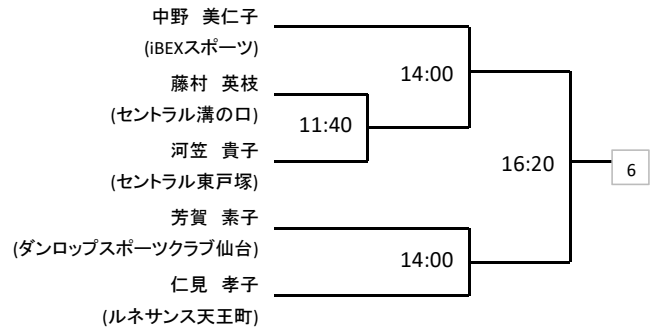 中野 美仁子
(iBEXスポーツ)
14:00
藤村 英枝
(セントラル溝の口)
11:40
河笠 貴子
(セントラル東戸塚)
16:20
6
芳賀 素子
(ダンロップスポーツクラブ仙台)
14:00
仁見 孝子
(ルネサンス天王町)